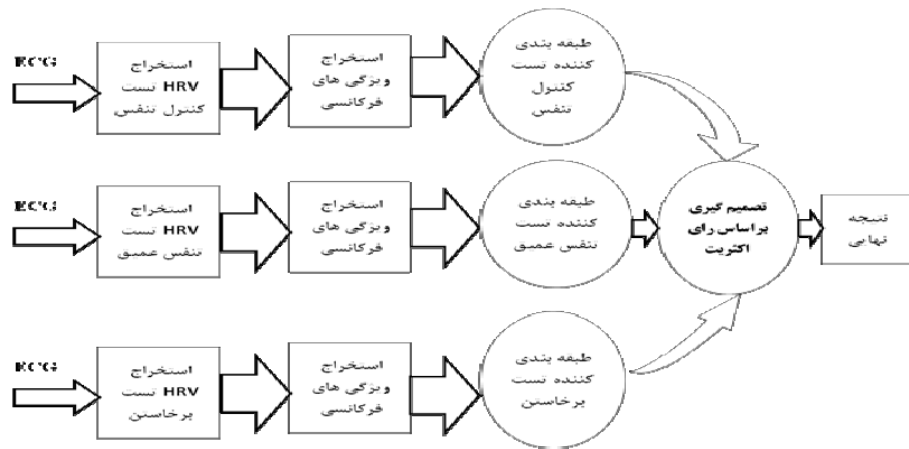 ECG
استخراج
HRV تست
کنترل تنفس
استخراج
ویژگی های
فرکانسی
طبقه بندی
کننده تست
کنترل
تنفس
ECG
استخراج
HRV تست
تنفس عمیق
استخراج
ویژگی های
فرکانسی
طبقه بندی
کننده تست
تنفس عمیق
تصمیم گیری
بر اساس رای
اکثریت
نتیجه
نهایی
ECG
استخراج
HRV تست
برخاستن
استخراج
ویژگی های
فرکانسی
طبقه بندی
کننده تست
برخاستن